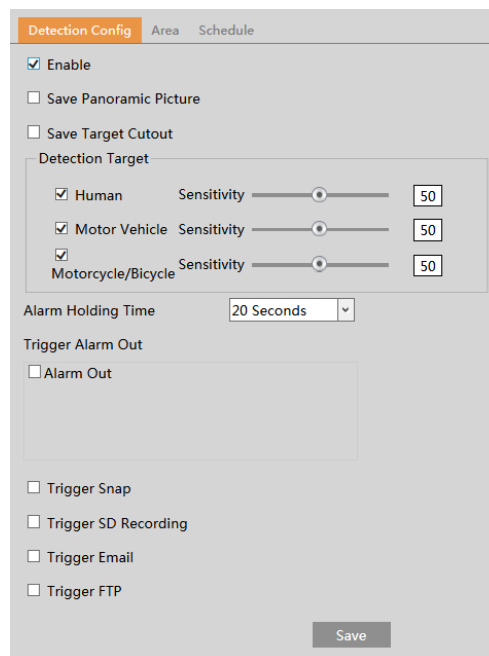 Detection Config Area Schedule
Enable
Save Panoramic Picture
Save Target Cutout
Detection Target
Human Sensitivity 50
Motor Vehicle Sensitivity 50
Motorcycle/Bicycle Sensitivity 50
Alarm Holding Time 20 Seconds
Trigger Alarm Out
Alarm Out
Trigger Snap
Trigger SD Recording
Trigger Email
Trigger FTP
Save